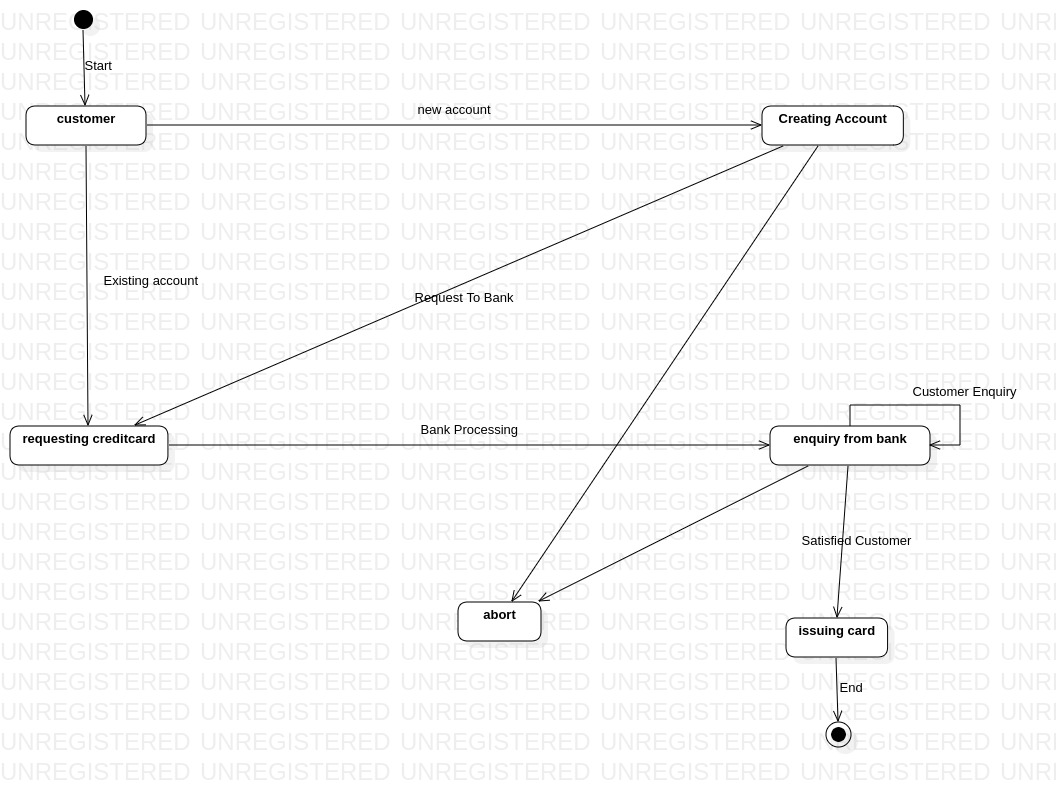 UNREGISTERED
Start
customer
new account
Creating Account
Existing account
Request To Bank
Customer Enquiry
requesting creditcard
Bank Processing
enquiry from bank
Satisfied Customer
abort
issuing card
End